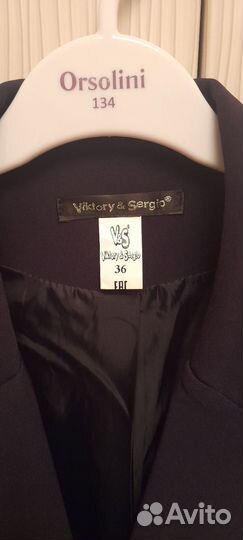 Orsolini
134
Viktory & Sergio®
V&S
Viktory & Sergio
36
EAC
Avito